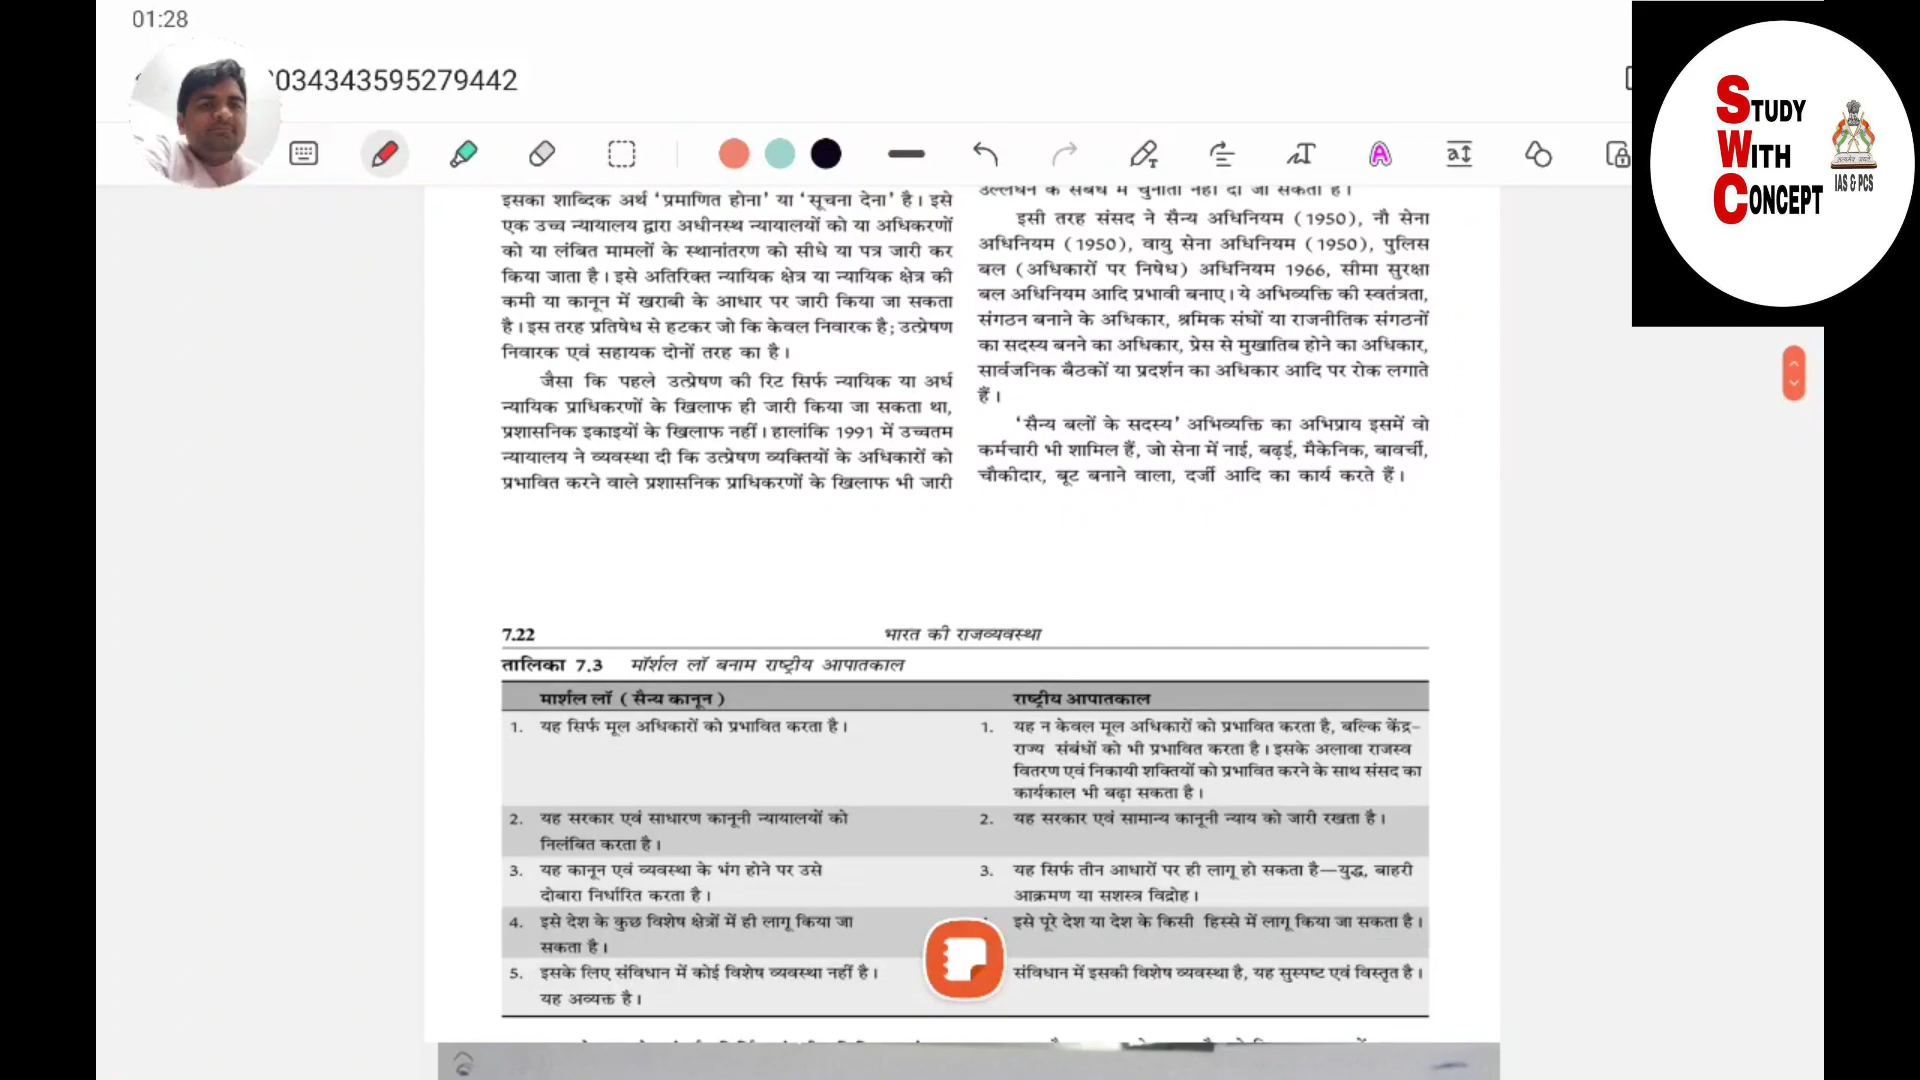 01:28
034343595279442
STUDY
WITH
CONCEPT
IAS & PCS
इसका शाब्दिक अर्थ ‘प्रमाणित होना’ या ‘सूचना देना’ है। इसे
एक उच्च न्यायालय द्वारा अधीनस्थ न्यायालयों को या अधिकरणों
को या लंबित मामलों के स्थानांतरण को सीधे या पत्र जारी कर
किया जाता है। इसे अतिरिक्त न्यायिक क्षेत्र या न्यायिक क्षेत्र की
कमी या कानून में खराबी के आधार पर जारी किया जा सकता
है। इस तरह प्रतिषेध से हटकर जो कि केवल निवारक है; उत्प्रेषण
निवारक एवं सहायक दोनों तरह का है।
जैसा कि पहले उत्प्रेषण की रिट सिर्फ न्यायिक या अर्ध
न्यायिक प्राधिकरणों के खिलाफ ही जारी किया जा सकता था,
प्रशासनिक इकाइयों के खिलाफ नहीं। हालांकि 1991 में उच्चतम
न्यायालय ने व्यवस्था दी कि उत्प्रेषण व्यक्तियों के अधिकारों को
प्रभावित करने वाले प्रशासनिक प्राधिकरणों के खिलाफ भी जारी
उल्लंघन के संबंध में चुनौती नहीं दी जा सकती है।
इसी तरह संसद ने सैन्य अधिनियम (1950), नौ सेना
अधिनियम (1950), वायु सेना अधिनियम (1950), पुलिस
बल (अधिकारों पर निषेध) अधिनियम 1966, सीमा सुरक्षा
बल अधिनियम आदि प्रभावी बनाए। ये अभिव्यक्ति की स्वतंत्रता,
संगठन बनाने के अधिकार, श्रमिक संघों या राजनीतिक संगठनों
का सदस्य बनने का अधिकार, प्रेस से मुखातिब होने का अधिकार,
सार्वजनिक बैठकों या प्रदर्शन का अधिकार आदि पर रोक लगाते
हैं।
‘सैन्य बलों के सदस्य’ अभिव्यक्ति का अभिप्राय इसमें वो
कर्मचारी भी शामिल हैं, जो सेना में नाई, बढ़ई, मैकेनिक, बावर्ची,
चौकीदार, बूट बनाने वाला, दर्जी आदि का कार्य करते हैं।
7.22 भारत की राजव्यवस्था
तालिका 7.3 मॉर्शल लॉ बनाम राष्ट्रीय आपातकाल
मार्शल लॉ ( सैन्य कानून ) राष्ट्रीय आपातकाल
1. यह सिर्फ मूल अधिकारों को प्रभावित करता है।
1. यह न केवल मूल अधिकारों को प्रभावित करता है, बल्कि केंद्र–
राज्य संबंधों को भी प्रभावित करता है। इसके अलावा राजस्व
वितरण एवं निकायी शक्तियों को प्रभावित करने के साथ संसद का
कार्यकाल भी बढ़ा सकता है।
2. यह सरकार एवं साधारण कानूनी न्यायालयों को
निलंबित करता है।
2. यह सरकार एवं सामान्य कानूनी न्याय को जारी रखता है।
3. यह कानून एवं व्यवस्था के भंग होने पर उसे
दोबारा निर्धारित करता है।
3. यह सिर्फ तीन आधारों पर ही लागू हो सकता है—युद्ध, बाहरी
आक्रमण या सशस्त्र विद्रोह।
4. इसे देश के कुछ विशेष क्षेत्रों में ही लागू किया जा
सकता है।
इसे पूरे देश या देश के किसी हिस्से में लागू किया जा सकता है।
5. इसके लिए संविधान में कोई विशेष व्यवस्था नहीं है।
यह अव्यक्त है।
संविधान में इसकी विशेष व्यवस्था है, यह सुस्पष्ट एवं विस्तृत है।